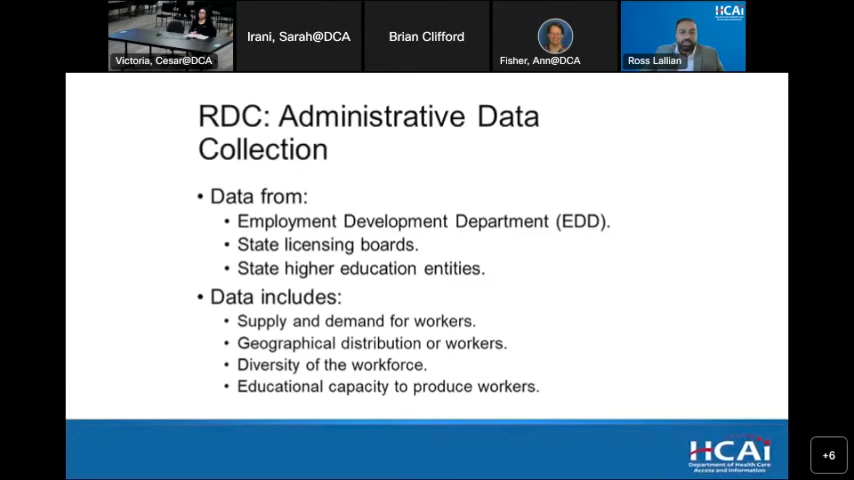 HCAi
Victoria, Cesar@DCA
Irani, Sarah@DCA
Brian Clifford
Fisher, Ann@DCA
Ross Lallian
RDC: Administrative Data
Collection
• Data from:
• Employment Development Department (EDD).
• State licensing boards.
• State higher education entities.
• Data includes:
• Supply and demand for workers.
• Geographical distribution or workers.
• Diversity of the workforce.
• Educational capacity to produce workers.
HCAi
Department of Health Care
Access and Information
+6